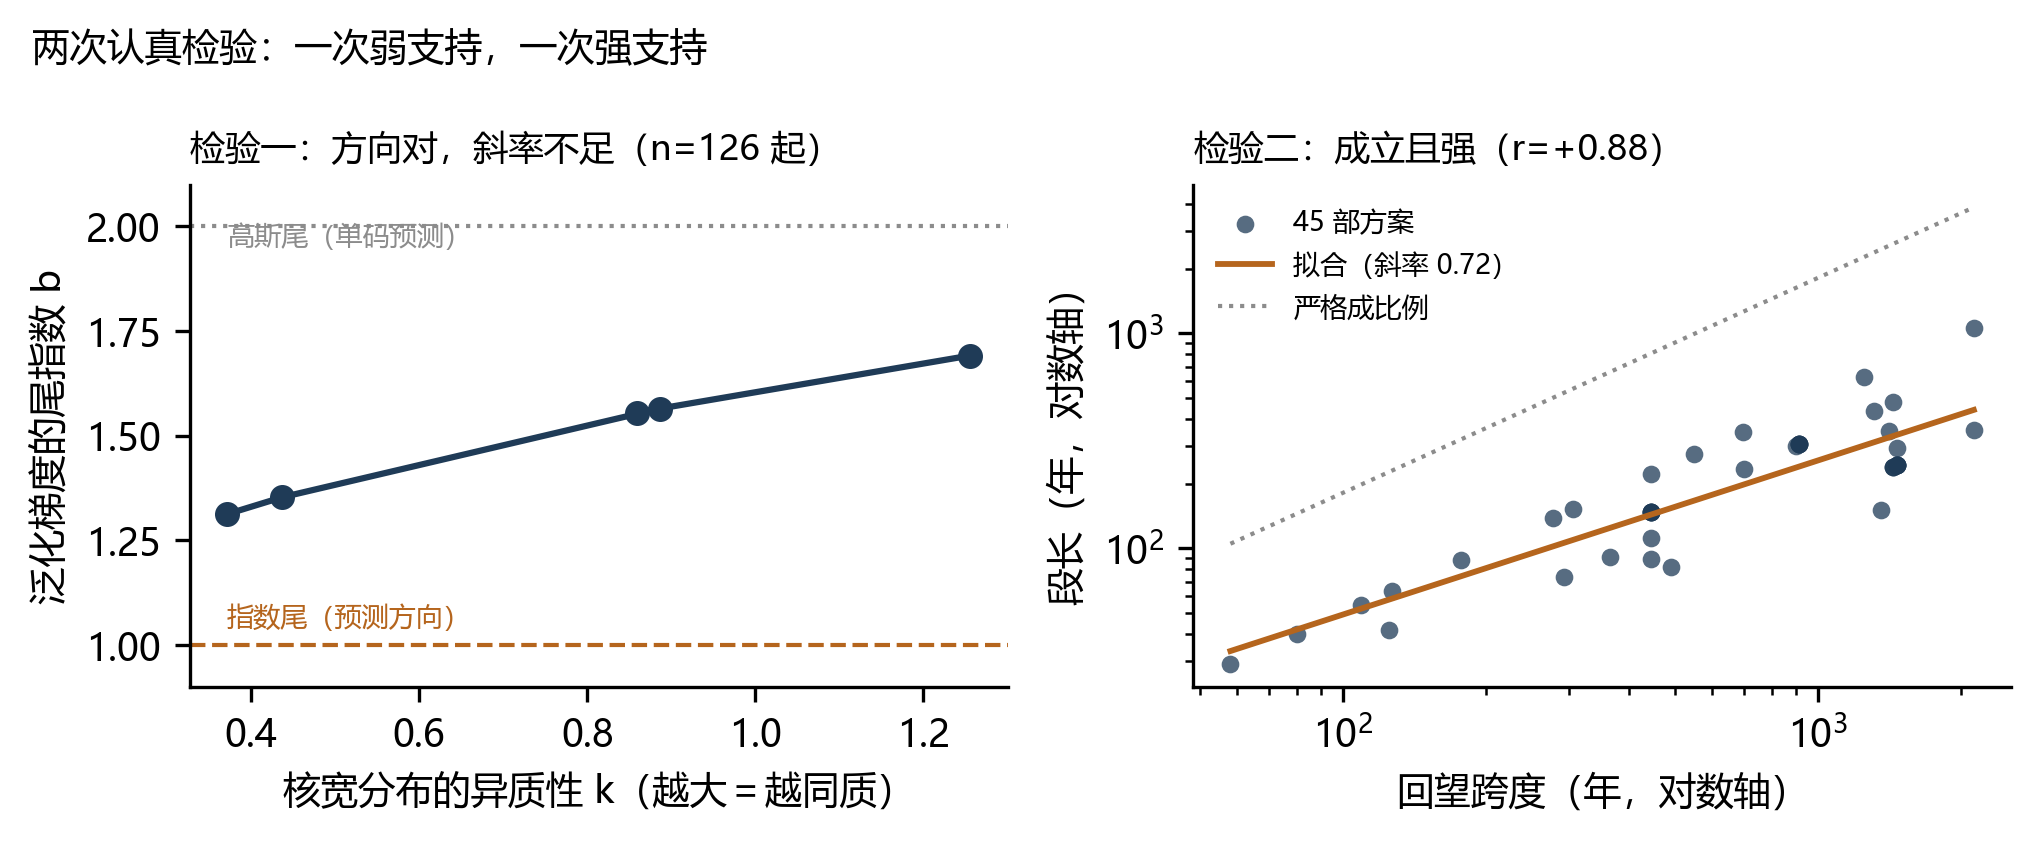 两次认真检验：一次弱支持，一次强支持
检验一：方向对，斜率不足（n=126 起）
泛化梯度的尾指数 b
2.00
1.75
1.50
1.25
1.00
高斯尾（单码预测）
指数尾（预测方向）
0.4
0.6
0.8
1.0
1.2
核宽分布的异质性 k（越大＝越同质）
检验二：成立且强（r=+0.88）
段长（年，对数轴）
10³
10²
45 部方案
拟合（斜率 0.72）
严格成比例
10²
10³
回望跨度（年，对数轴）